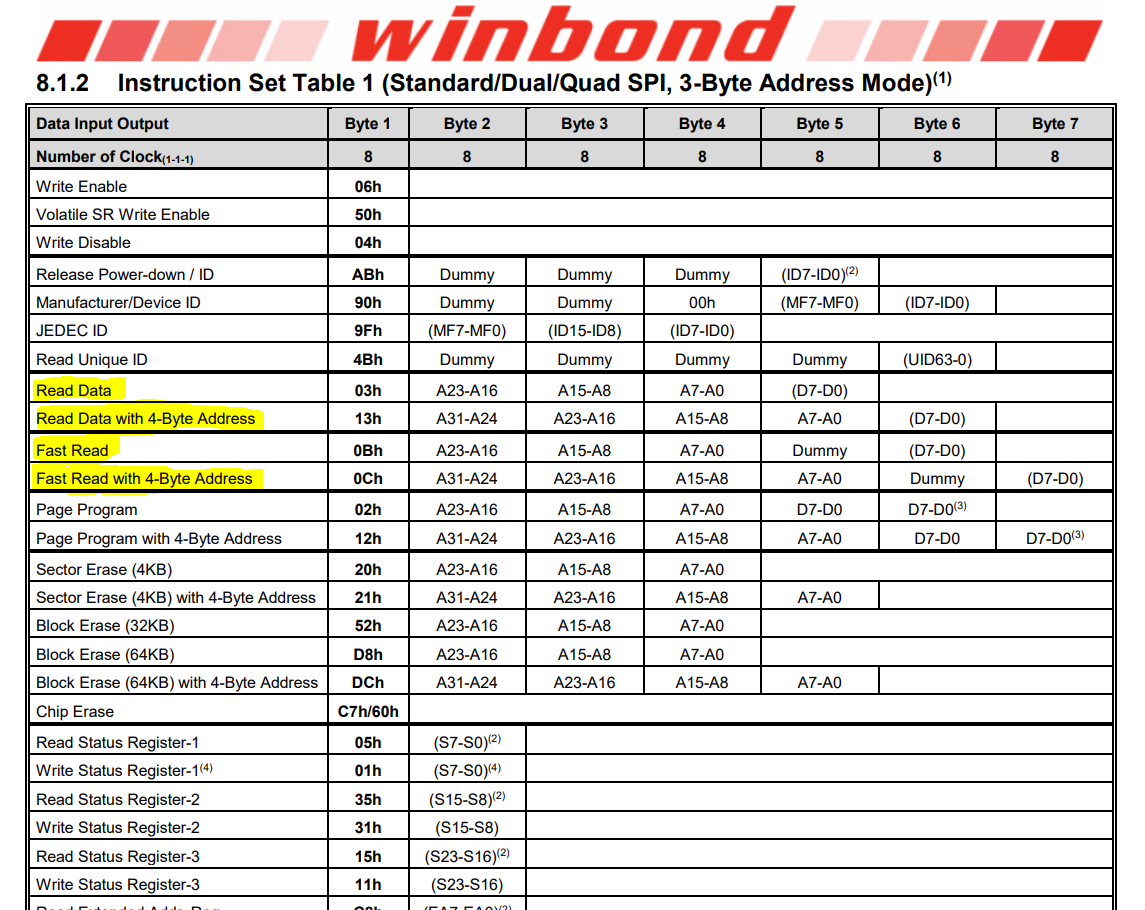 winbond
8.1.2 Instruction Set Table 1 (Standard/Dual/Quad SPI, 3-Byte Address Mode)(1)
Data Input Output Byte 1 Byte 2 Byte 3 Byte 4 Byte 5 Byte 6 Byte 7
Number of Clock(1-1-1) 8 8 8 8 8 8 8
Write Enable 06h
Volatile SR Write Enable 50h
Write Disable 04h
Release Power-down / ID ABh Dummy Dummy Dummy (ID7-ID0)(2)
Manufacturer/Device ID 90h Dummy Dummy 00h (MF7-MF0) (ID7-ID0)
JEDEC ID 9Fh (MF7-MF0) (ID15-ID8) (ID7-ID0)
Read Unique ID 4Bh Dummy Dummy Dummy Dummy (UID63-0)
Read Data 03h A23-A16 A15-A8 A7-A0 (D7-D0)
Read Data with 4-Byte Address 13h A31-A24 A23-A16 A15-A8 A7-A0 (D7-D0)
Fast Read 0Bh A23-A16 A15-A8 A7-A0 Dummy (D7-D0)
Fast Read with 4-Byte Address 0Ch A31-A24 A23-A16 A15-A8 A7-A0 Dummy (D7-D0)
Page Program 02h A23-A16 A15-A8 A7-A0 D7-D0 D7-D0(3)
Page Program with 4-Byte Address 12h A31-A24 A23-A16 A15-A8 A7-A0 D7-D0 D7-D0(3)
Sector Erase (4KB) 20h A23-A16 A15-A8 A7-A0
Sector Erase (4KB) with 4-Byte Address 21h A31-A24 A23-A16 A15-A8 A7-A0
Block Erase (32KB) 52h A23-A16 A15-A8 A7-A0
Block Erase (64KB) D8h A23-A16 A15-A8 A7-A0
Block Erase (64KB) with 4-Byte Address DCh A31-A24 A23-A16 A15-A8 A7-A0
Chip Erase C7h/60h
Read Status Register-1 05h (S7-S0)(2)
Write Status Register-1(4) 01h (S7-S0)(4)
Read Status Register-2 35h (S15-S8)(2)
Write Status Register-2 31h (S15-S8)
Read Status Register-3 15h (S23-S16)(2)
Write Status Register-3 11h (S23-S16)